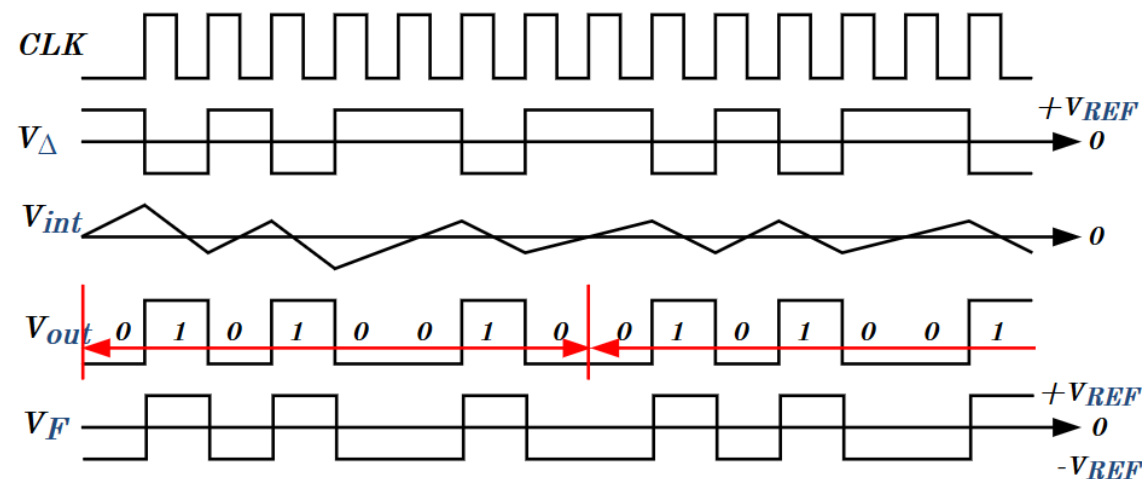 CLK
+VREF
VΔ 0
Vint 0
Vout 0 1 0 1 0 0 1 0 0 1 0 1 0 0 1
+VREF
VF 0
-VREF